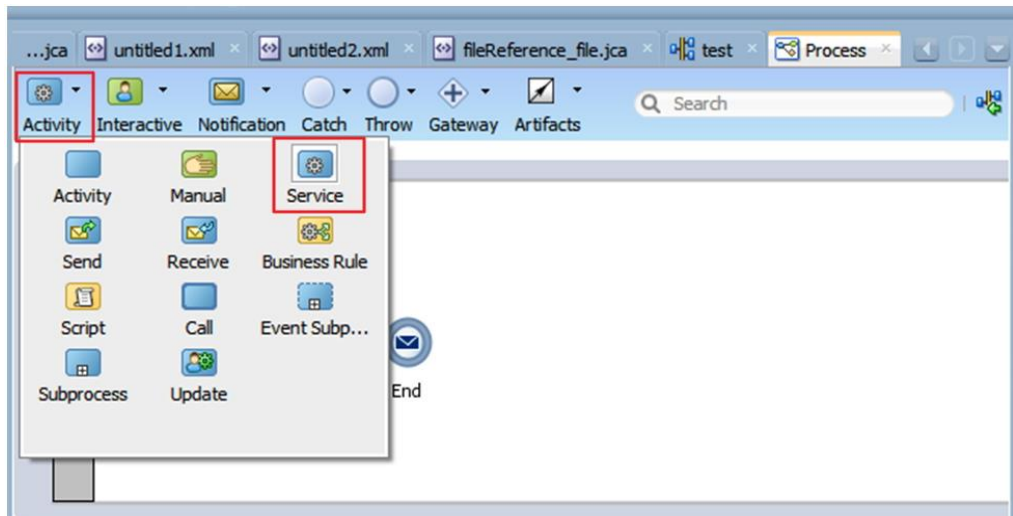 ...jca untitled1.xml untitled2.xml fileReference_file.jca test Process
Search
Activity Interactive Notification Catch Throw Gateway Artifacts
Activity Manual Service
Send Receive Business Rule
Script Call Event Subp...
Subprocess Update
End